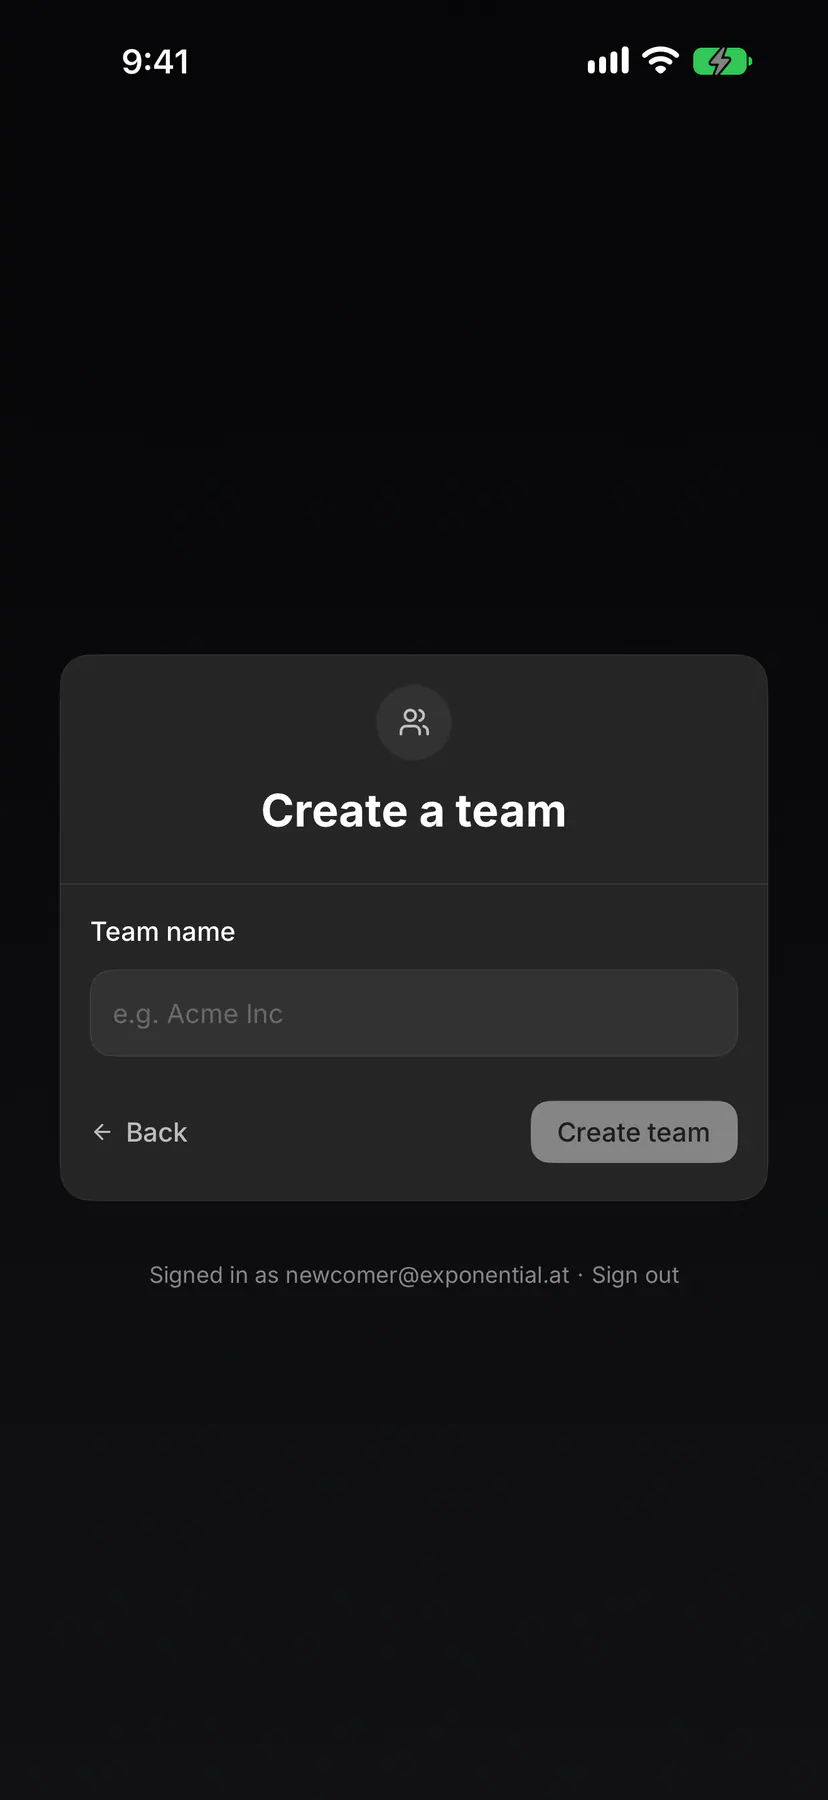 9:41
Create a team
Team name
e.g. Acme Inc
← Back
Create team
Signed in as newcomer@exponential.at · Sign out